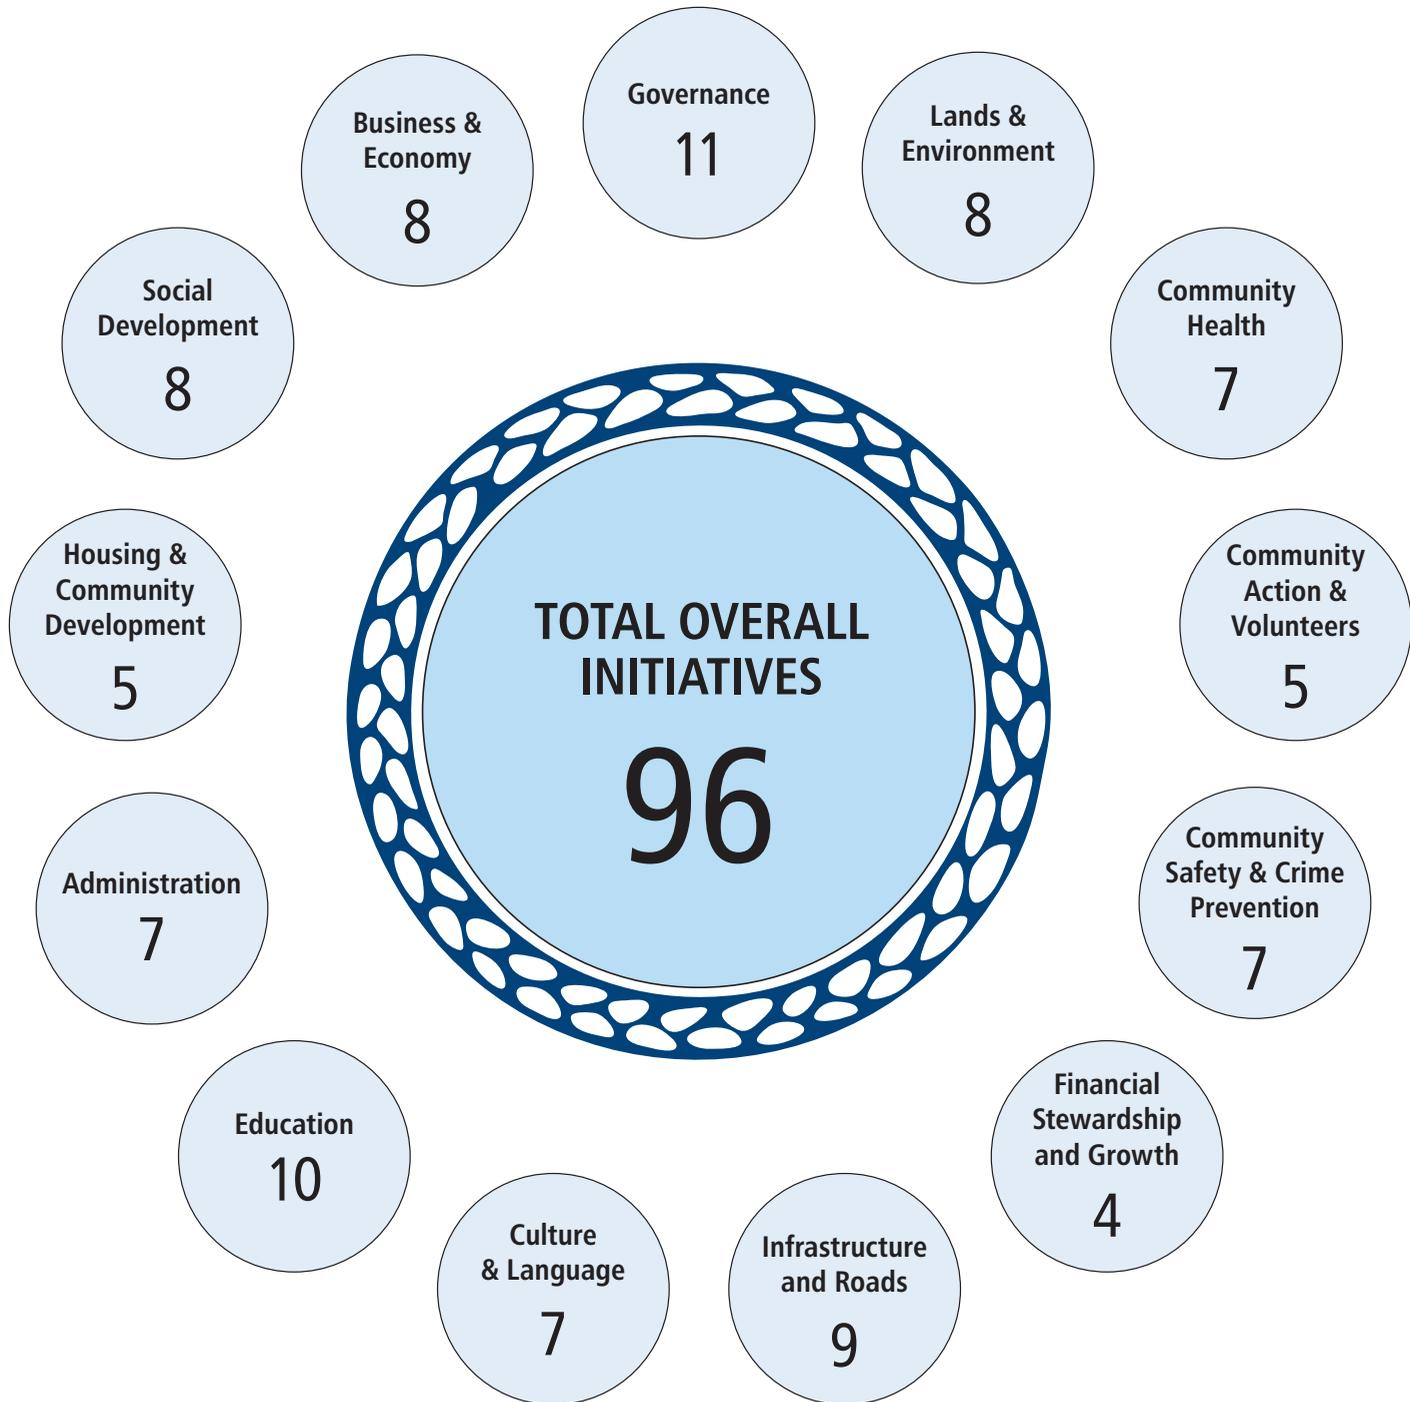 Governance
11
Lands &
Environment
8
Community
Health
7
Community
Action &
Volunteers
5
Community
Safety & Crime
Prevention
7
Financial
Stewardship
and Growth
4
Infrastructure
and Roads
9
Culture
& Language
7
Education
10
Administration
7
Housing &
Community
Development
5
Social
Development
8
Business &
Economy
8
TOTAL OVERALL
INITIATIVES
96